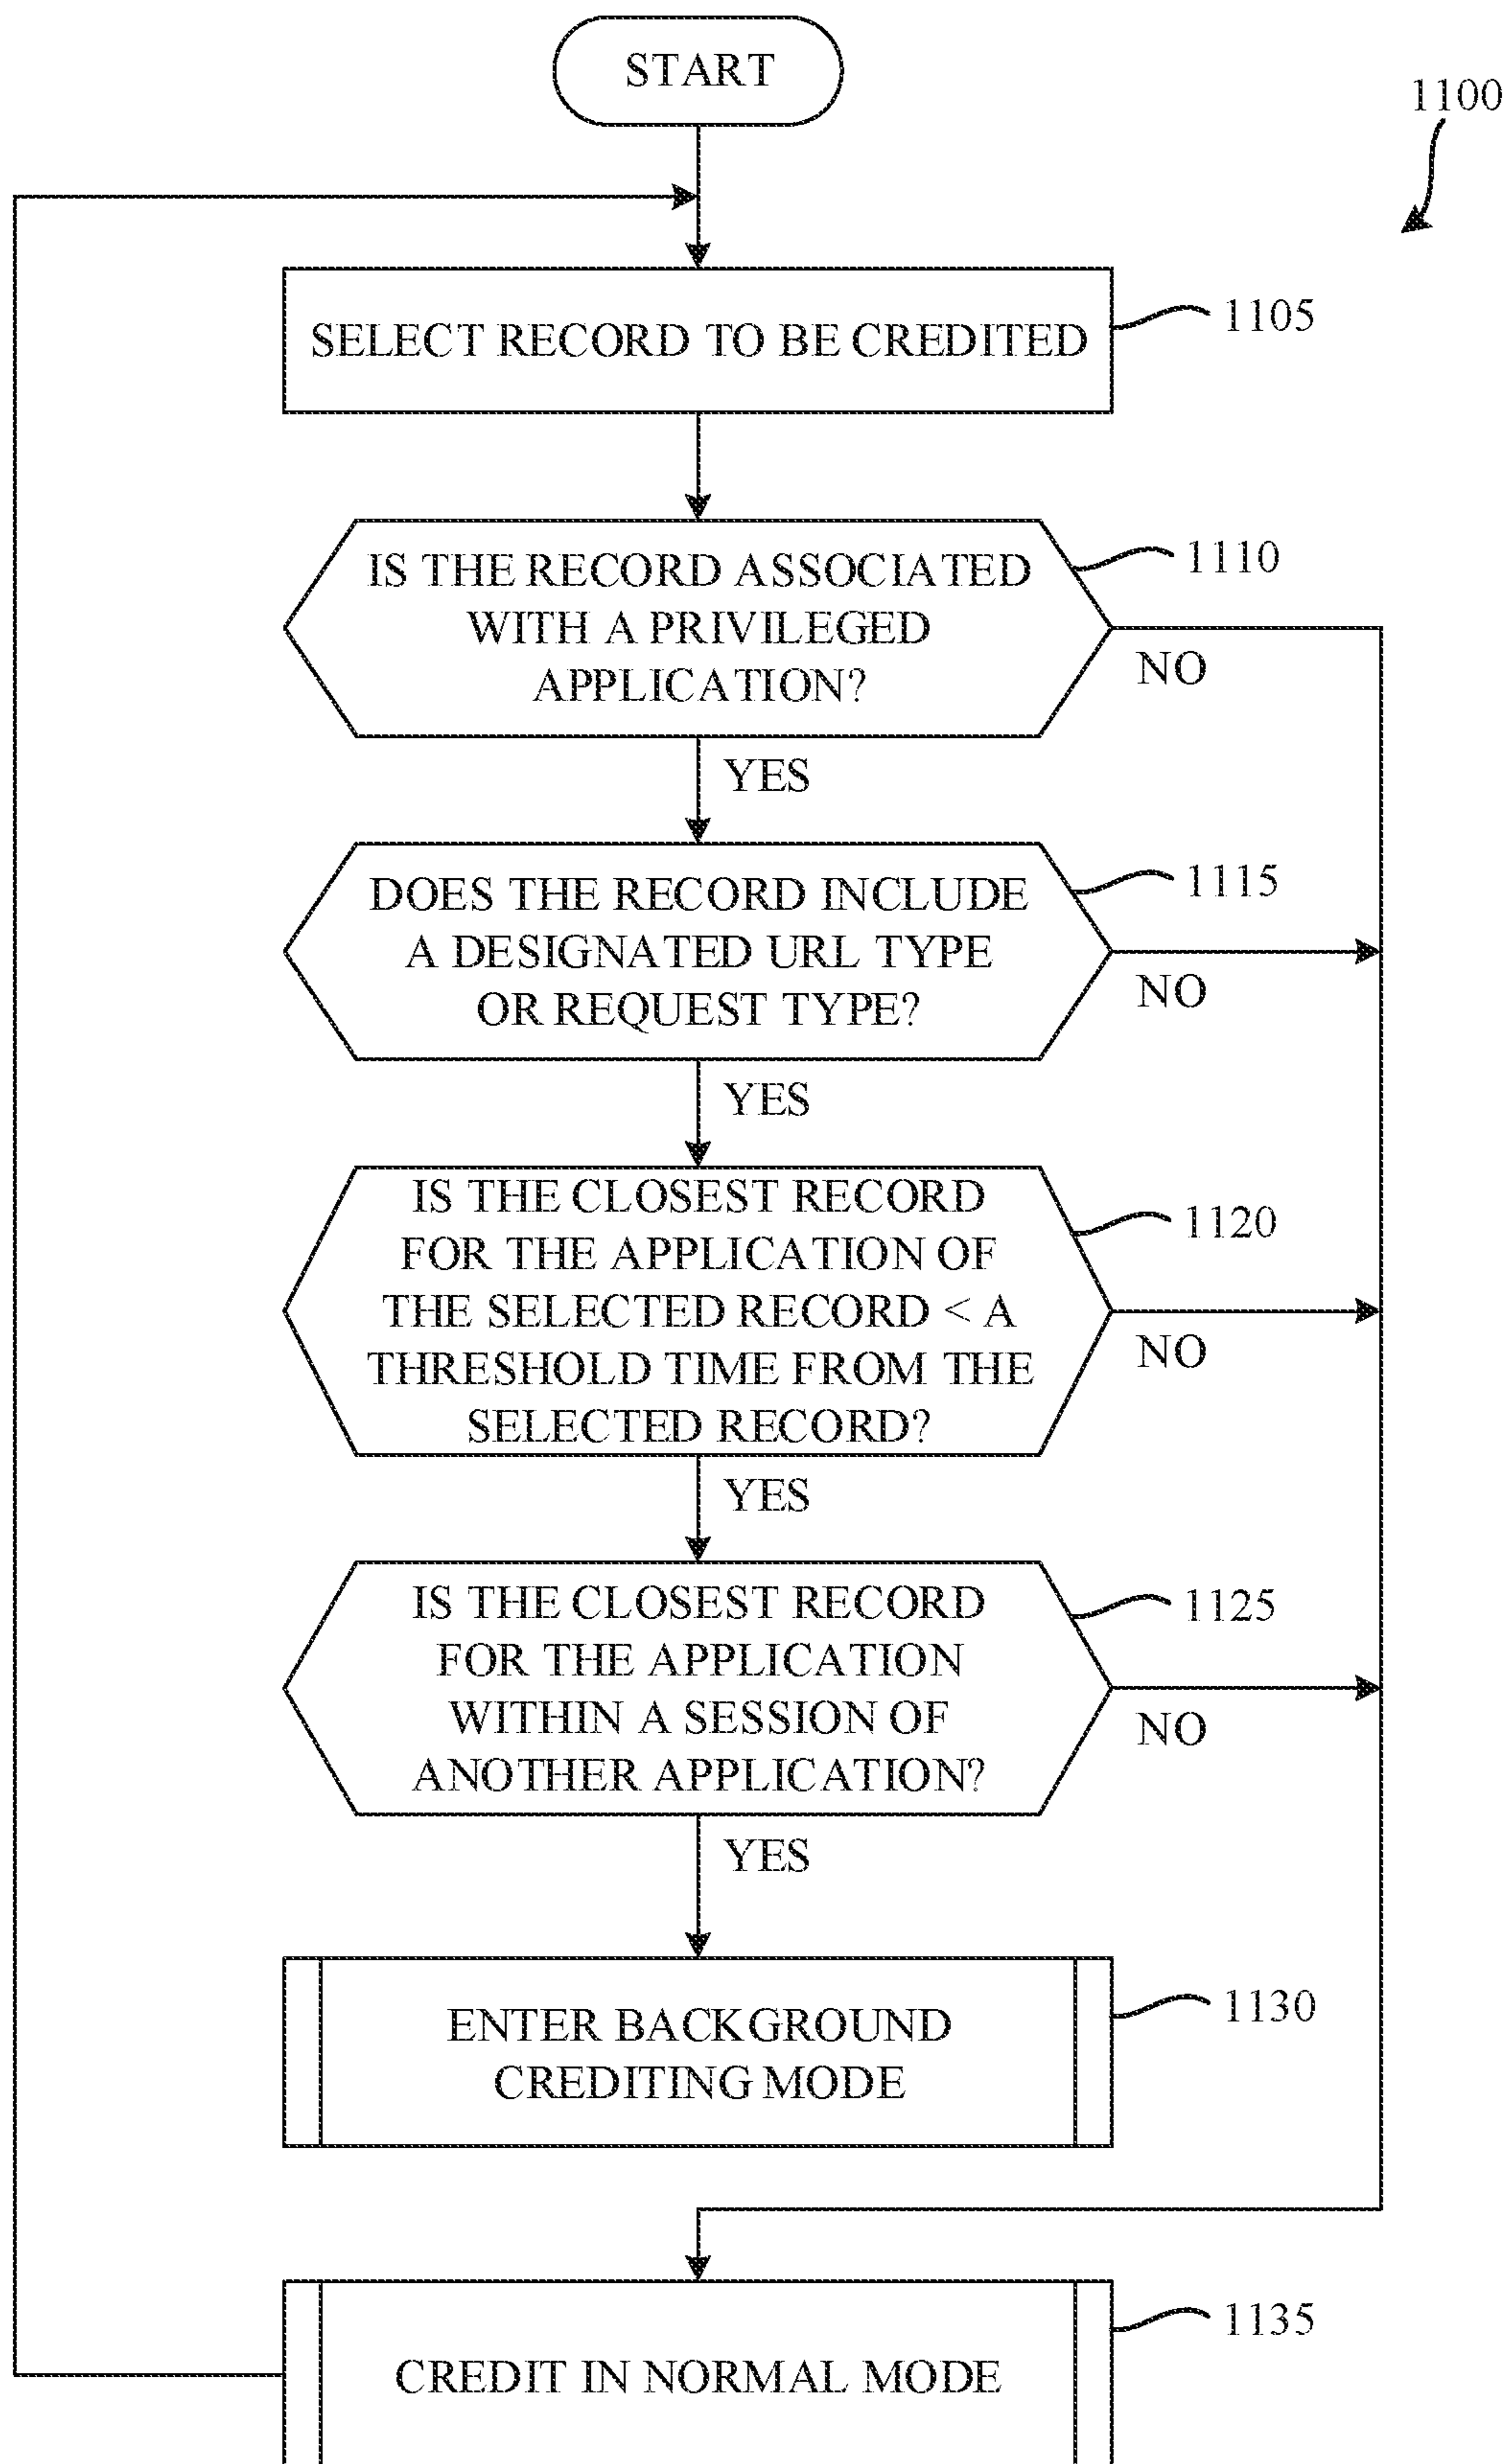 START
1100
SELECT RECORD TO BE CREDITED
1105
IS THE RECORD ASSOCIATED
WITH A PRIVILEGED
APPLICATION?
1110
NO
YES
DOES THE RECORD INCLUDE
A DESIGNATED URL TYPE
OR REQUEST TYPE?
1115
NO
YES
IS THE CLOSEST RECORD
FOR THE APPLICATION OF
THE SELECTED RECORD < A
THRESHOLD TIME FROM THE
SELECTED RECORD?
1120
NO
YES
IS THE CLOSEST RECORD
FOR THE APPLICATION
WITHIN A SESSION OF
ANOTHER APPLICATION?
1125
NO
YES
ENTER BACKGROUND
CREDITING MODE
1130
CREDIT IN NORMAL MODE
1135